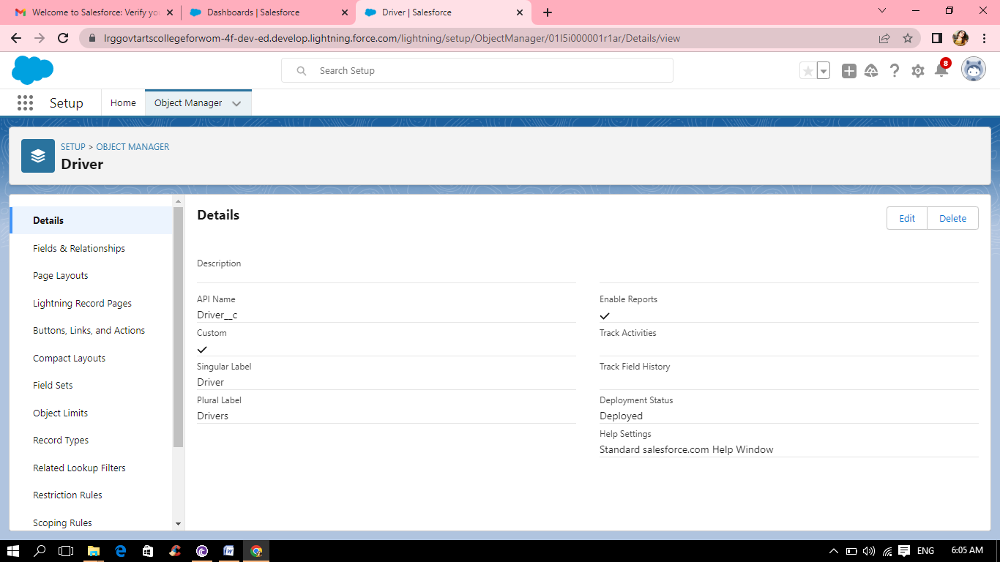 Welcome to Salesforce: Verify yo
Dashboards | Salesforce
Driver | Salesforce
lrggovtartscollegeforwom-4f-dev-ed.develop.lightning.force.com/lightning/setup/ObjectManager/01I5i000001r1ar/Details/view
Search Setup
8
Setup
Home
Object Manager
SETUP > OBJECT MANAGER
Driver
Details
Fields & Relationships
Page Layouts
Lightning Record Pages
Buttons, Links, and Actions
Compact Layouts
Field Sets
Object Limits
Record Types
Related Lookup Filters
Restriction Rules
Scoping Rules
Details
Edit
Delete
Description
API Name
Driver__c
Custom
Singular Label
Driver
Plural Label
Drivers
Enable Reports
Track Activities
Track Field History
Deployment Status
Deployed
Help Settings
Standard salesforce.com Help Window
ENG
6:05 AM